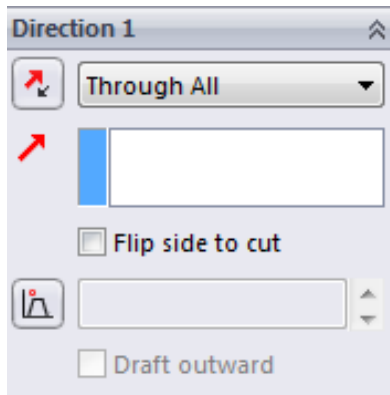 Direction 1
Through All
Flip side to cut
Draft outward